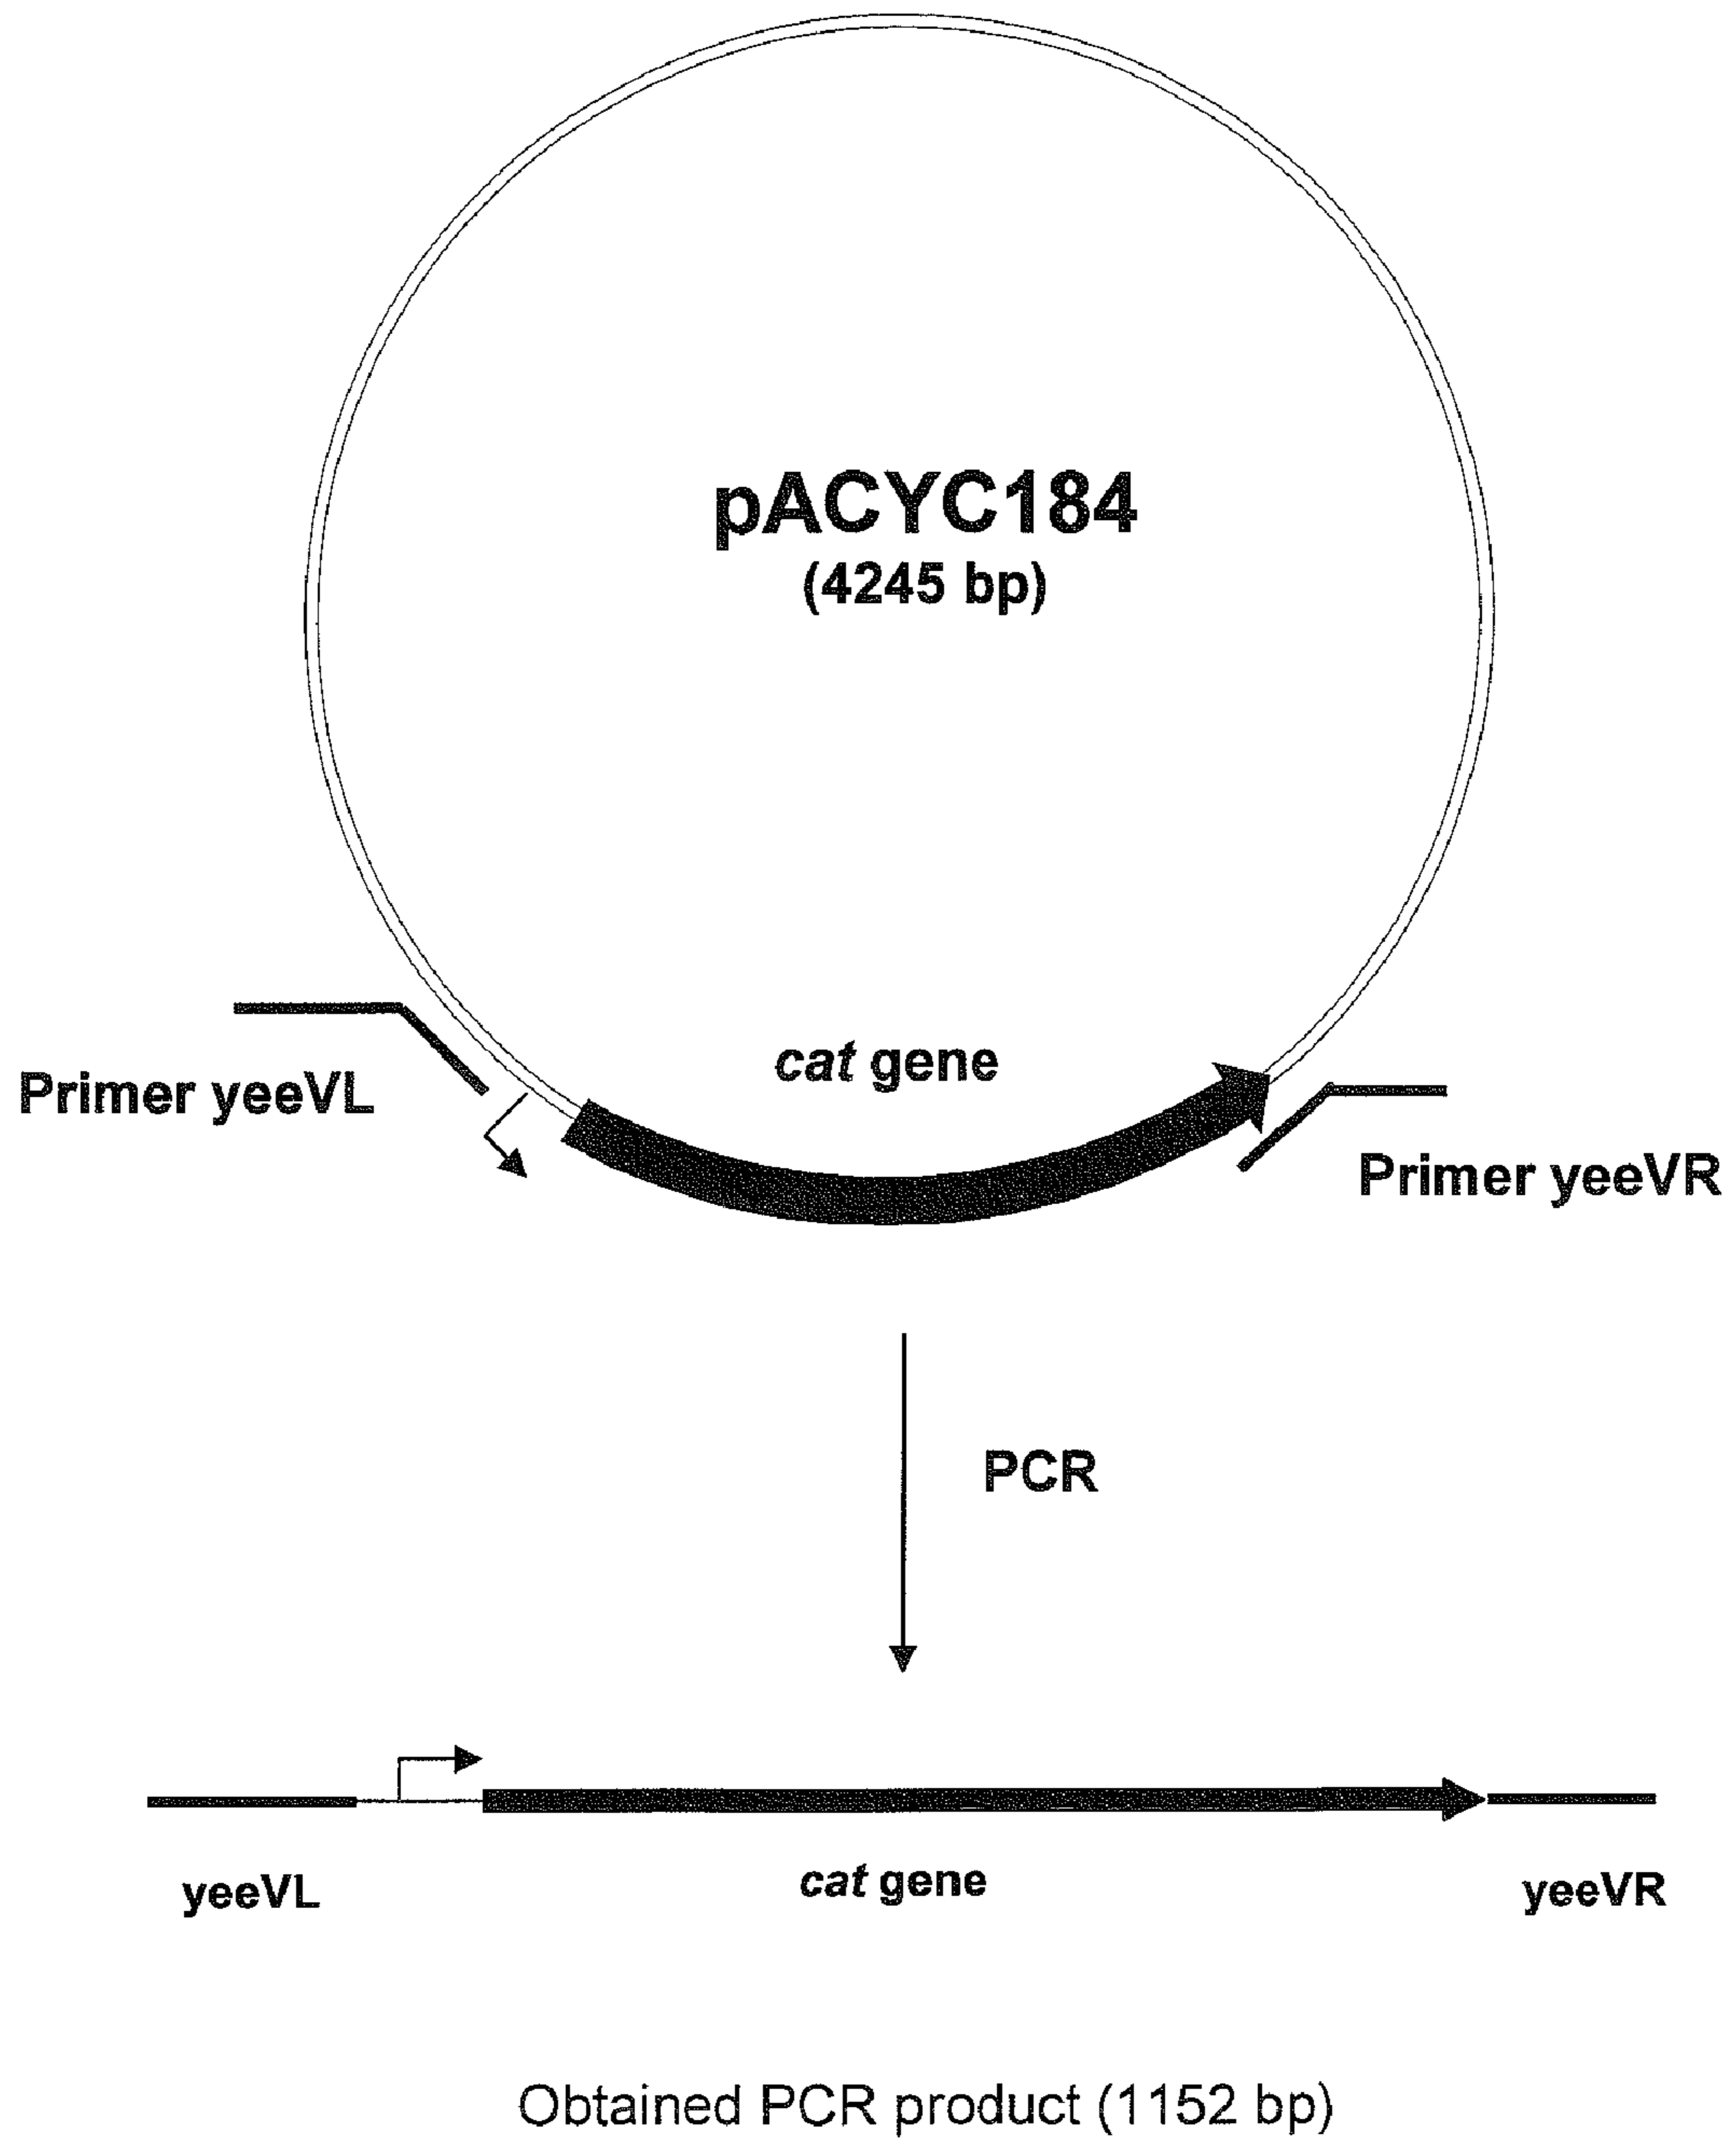 pACYC184
(4245 bp)
cat gene
Primer yeeVL
Primer yeeVR
PCR
yeeVL
cat gene
yeeVR
Obtained PCR product (1152 bp)